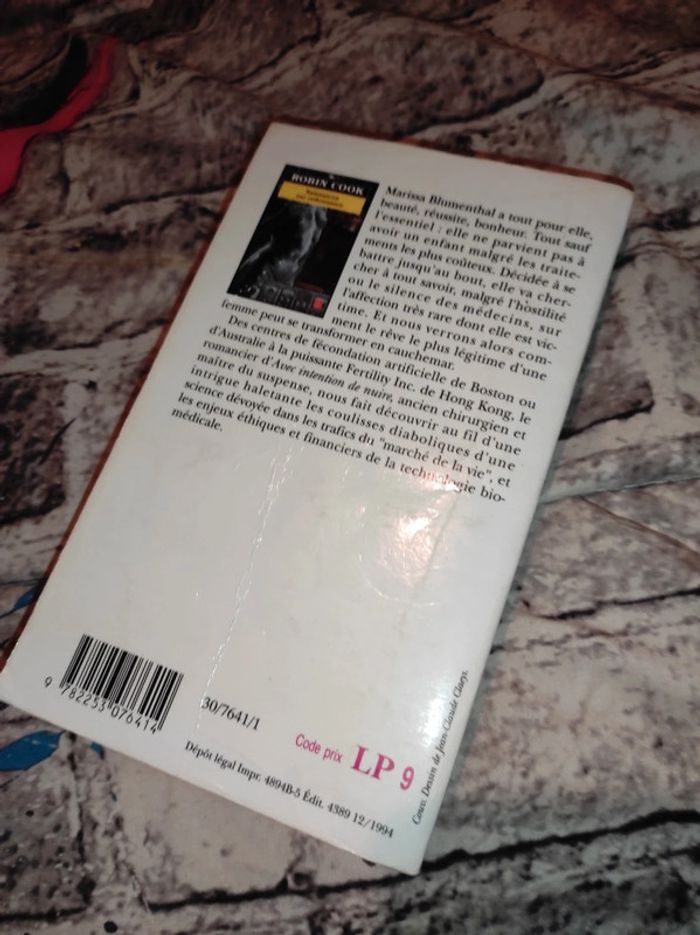 ROBIN COOK
Naissances
sur ordonnance
Marissa Blumenthal a tout pour elle,
beauté, réussite, bonheur. Tout sauf
l'essentiel : elle ne parvient pas à
avoir un enfant malgré les traite-
ments les plus coûteux. Décidée à se
battre jusqu'au bout, elle va cher-
cher à tout savoir, malgré l'hostilité
ou le silence des médecins, sur
l'affection très rare dont elle est vic-
time. Et nous verrons alors com-
ment le rêve le plus légitime d'une
femme peut se transformer en cauchemar.
Des centres de fécondation artificielle de Boston ou
d'Australie à la puissante Fertility Inc. de Hong Kong, le
romancier d'Avec intention de nuire, ancien chirurgien et
maître du suspense, nous fait découvrir au fil d'une
intrigue haletante les coulisses diaboliques d'une
science dévoyée dans les trafics du "marché de la vie", et
les enjeux éthiques et financiers de la technologie bio-
médicale.
9 782253 076414
30/7641/1
Code prix LP 9
Dépôt légal Impr. 4894B-5 Édit. 4389 12/1994
Couv. Dessin de Jean-Claude Claeys.